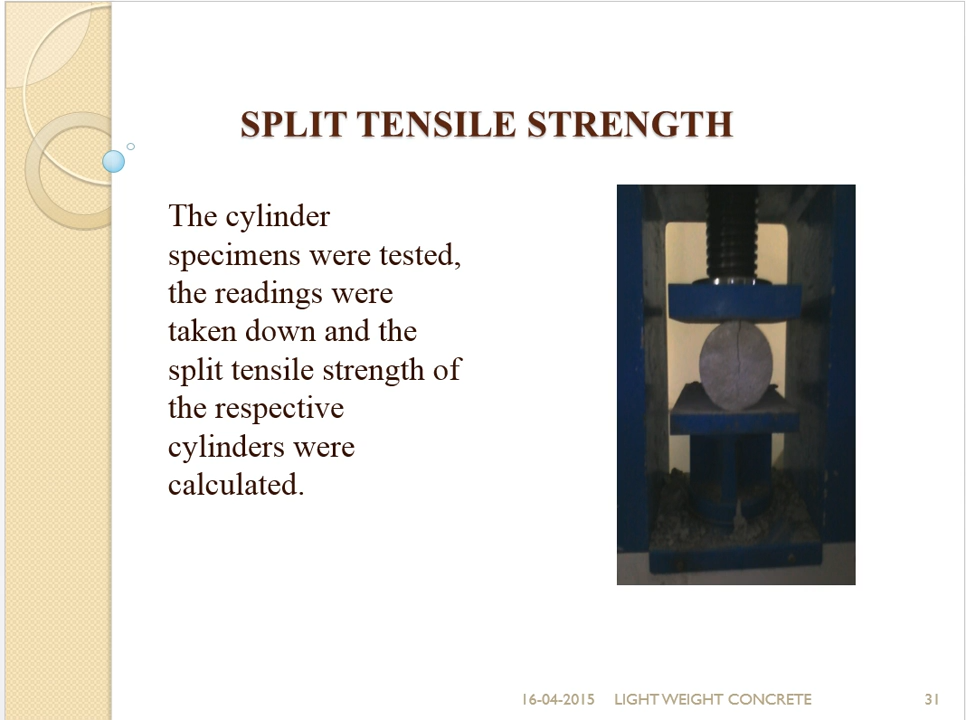 SPLIT TENSILE STRENGTH
The cylinder
specimens were tested,
the readings were
taken down and the
split tensile strength of
the respective
cylinders were
calculated.
16-04-2015 LIGHT WEIGHT CONCRETE 31